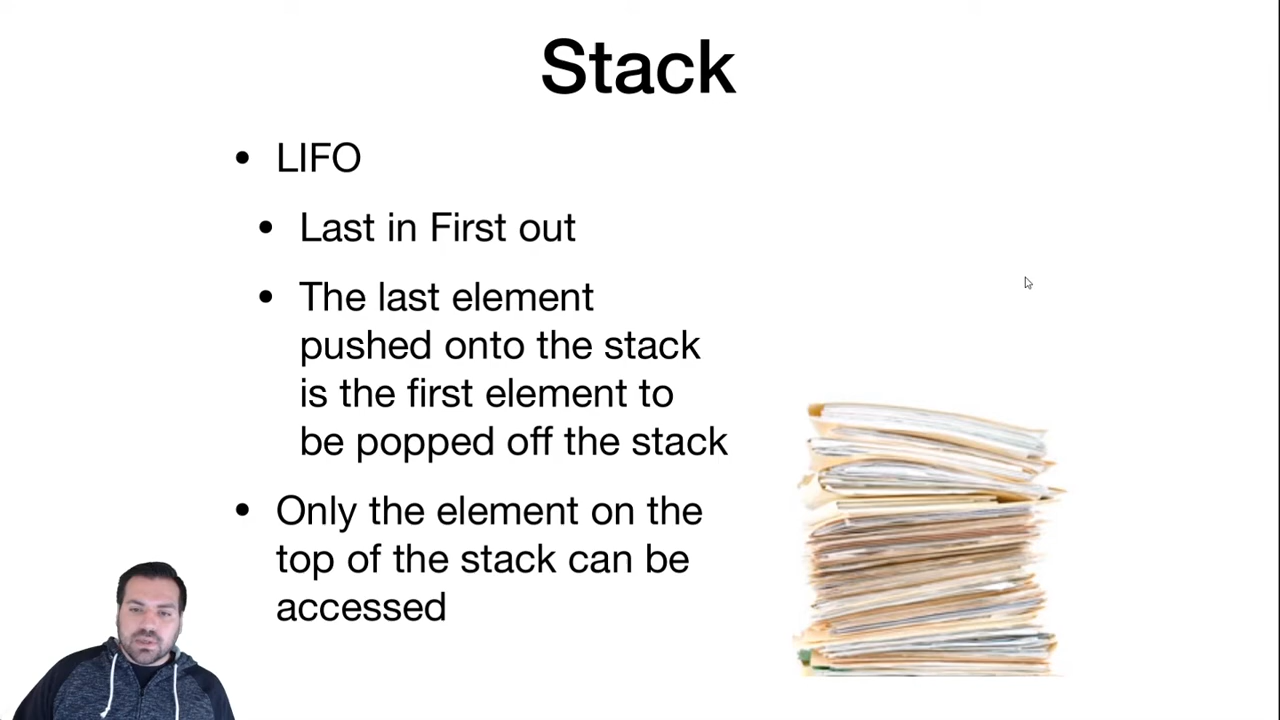 Stack
• LIFO
• Last in First out
• The last element
pushed onto the stack
is the first element to
be popped off the stack
• Only the element on the
top of the stack can be
accessed